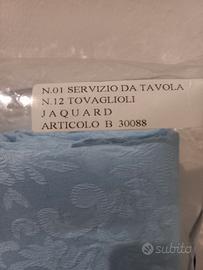 N.01 SERVIZIO DA TAVOLA
N.12 TOVAGLIOLI
JAQUARD
ARTICOLO B 30088
subito